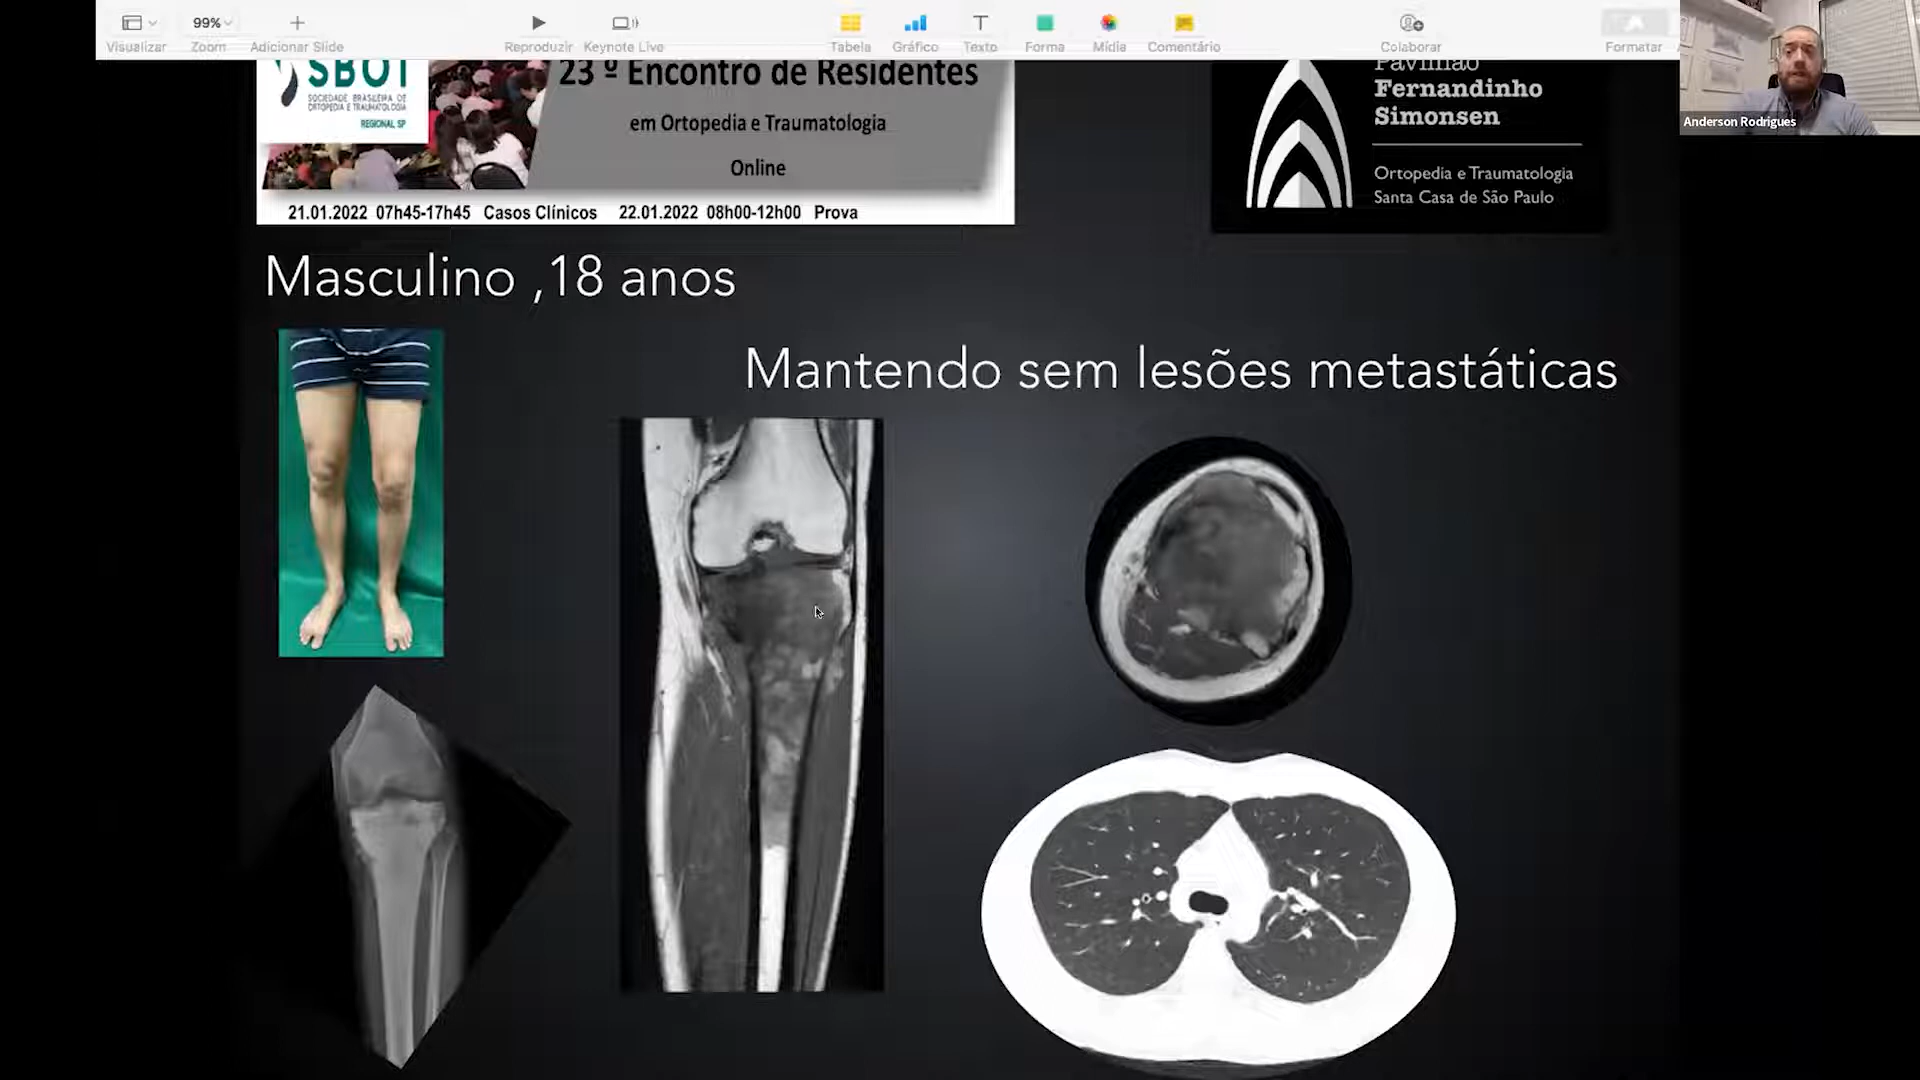 99%
Visualizar
Zoom
Adicionar Slide
Reproduzir
Keynote Live
Tabela
Gráfico
Texto
Forma
Mídia
Comentário
Colaborar
Formatar
Anderson Rodrigues
SBOT
SOCIEDADE BRASILEIRA DE
ORTOPEDIA E TRAUMATOLOGIA
REGIONAL SP
23 º Encontro de Residentes
em Ortopedia e Traumatologia
Online
21.01.2022 07h45-17h45 Casos Clínicos 22.01.2022 08h00-12h00 Prova
Pavilhão
Fernandinho
Simonsen
Ortopedia e Traumatologia
Santa Casa de São Paulo
Masculino ,18 anos
Mantendo sem lesões metastáticas